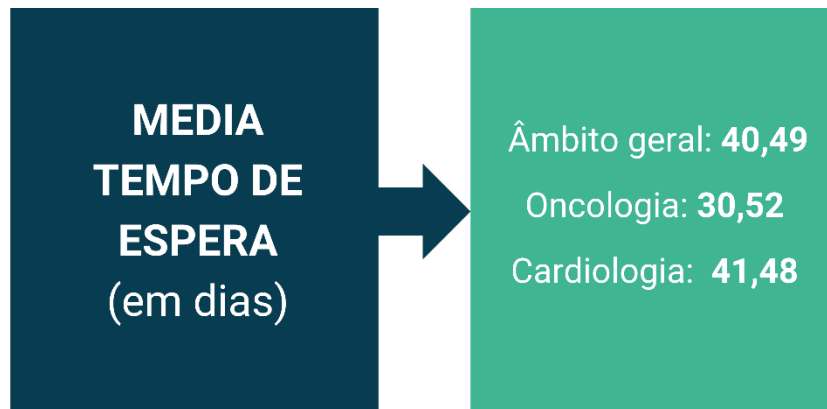 MEDIA
TEMPO DE
ESPERA
(em dias)
Âmbito geral: 40,49
Oncologia: 30,52
Cardiologia: 41,48